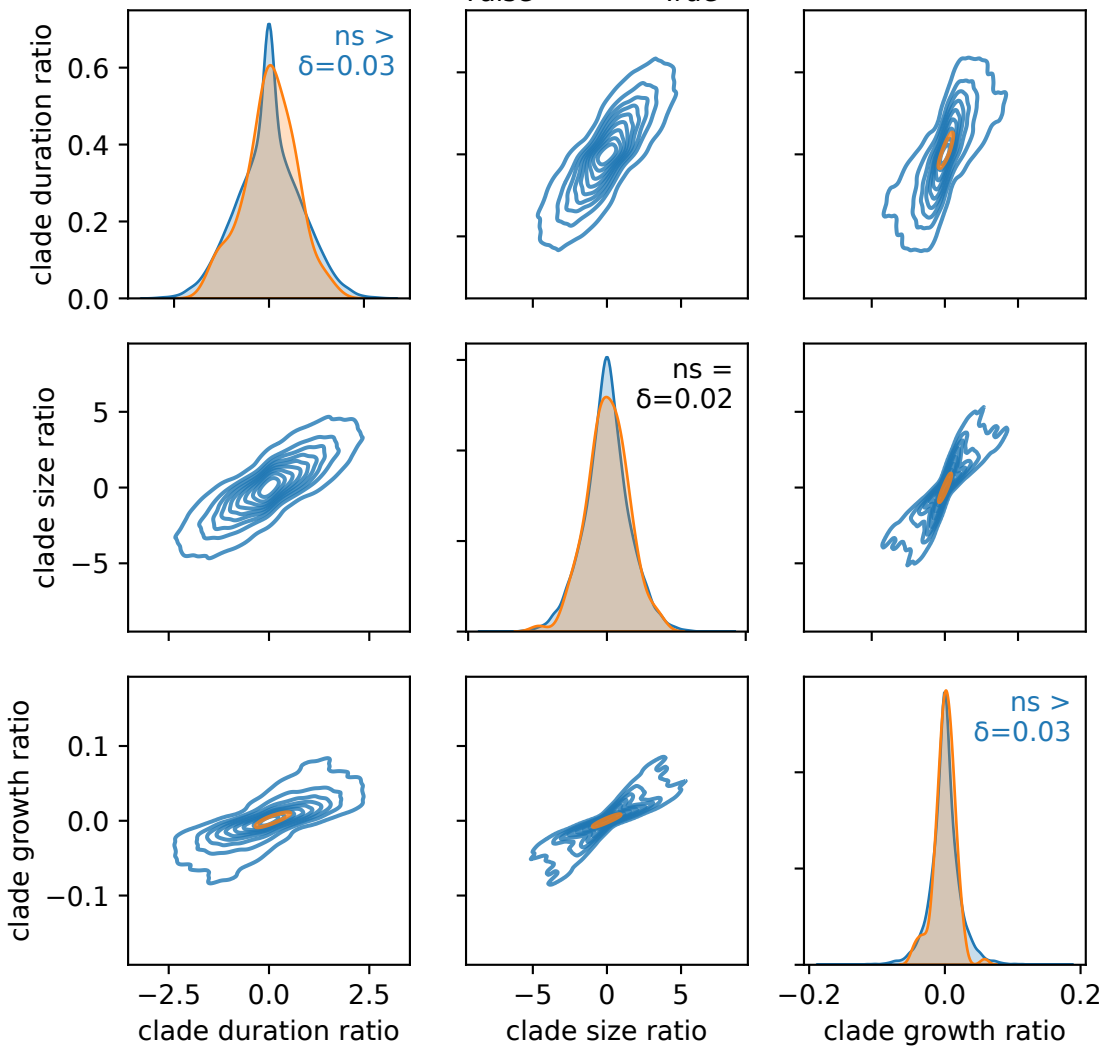 clade duration ratio
0.6
0.4
0.2
0.0
ns >
δ=0.03
clade size ratio
5
0
−5
ns =
δ=0.02
clade growth ratio
0.1
0.0
−0.1
ns >
δ=0.03
−2.5 0.0 2.5
−5 0 5
−0.2 0.0 0.2
clade duration ratio
clade size ratio
clade growth ratio